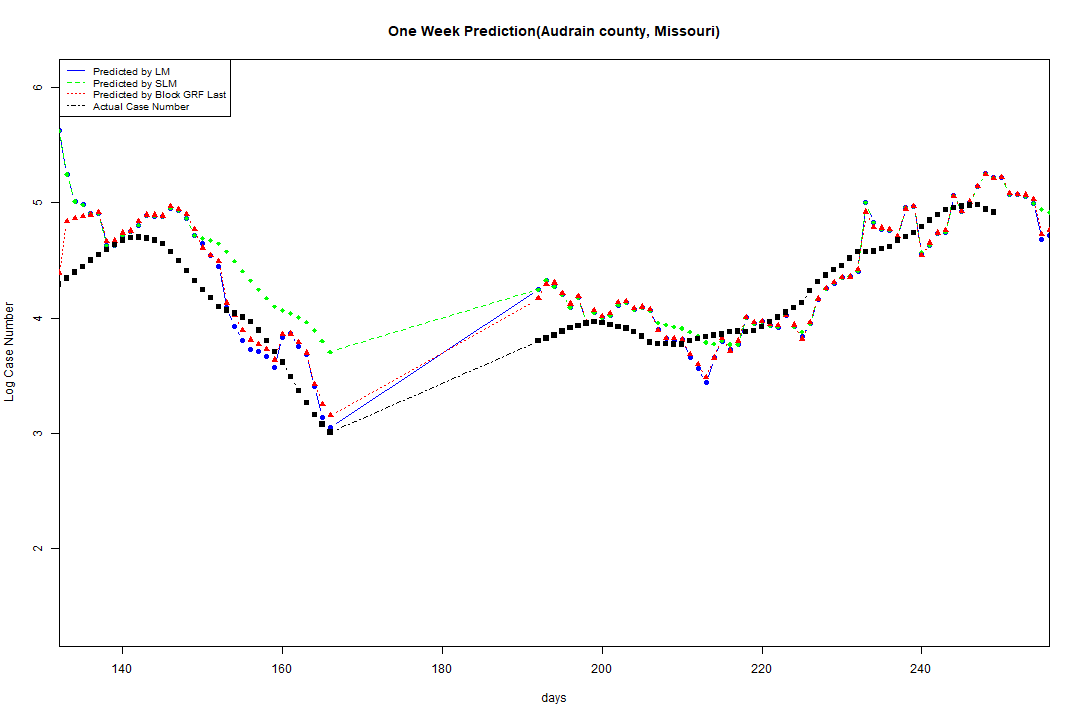 One Week Prediction(Audrain county, Missouri)
Predicted by LM
Predicted by SLM
Predicted by Block GRF Last
Actual Case Number
Log Case Number
6
5
4
3
2
140 160 180 200 220 240
days